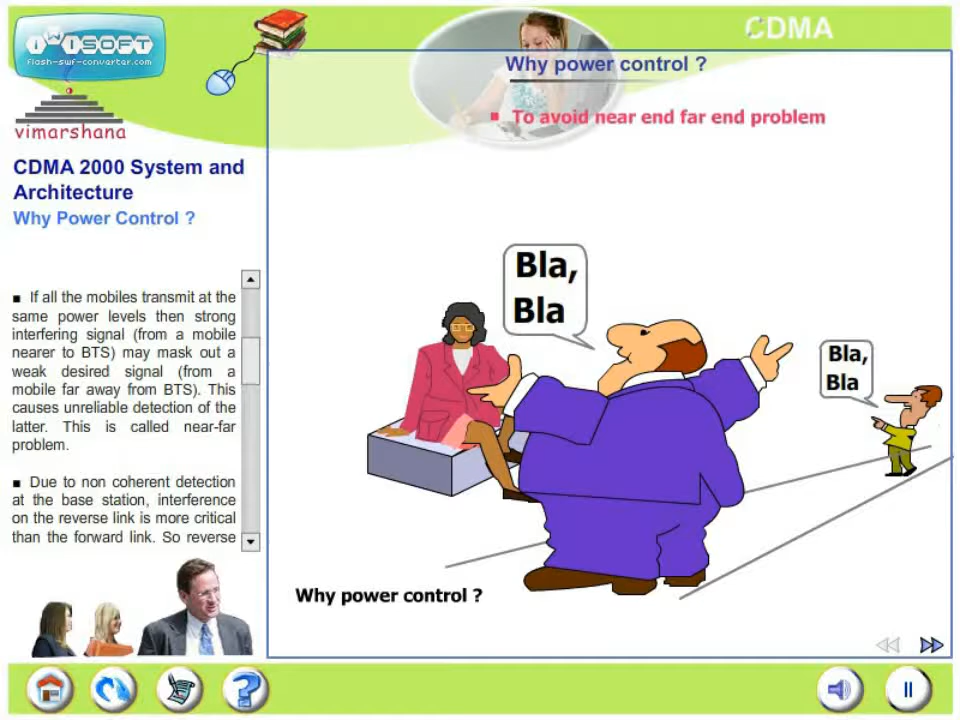 iWiSOFT
flash-swf-converter.com
vimarshana
CDMA
CDMA 2000 System and
Architecture
Why Power Control ?
■ If all the mobiles transmit at the
same power levels then strong
interfering signal (from a mobile
nearer to BTS) may mask out a
weak desired signal (from a
mobile far away from BTS). This
causes unreliable detection of the
latter. This is called near-far
problem.
■ Due to non coherent detection
at the base station, interference
on the reverse link is more critical
than the forward link. So reverse
Why power control ?
■ To avoid near end far end problem
Bla,
Bla
Bla,
Bla
Why power control ?